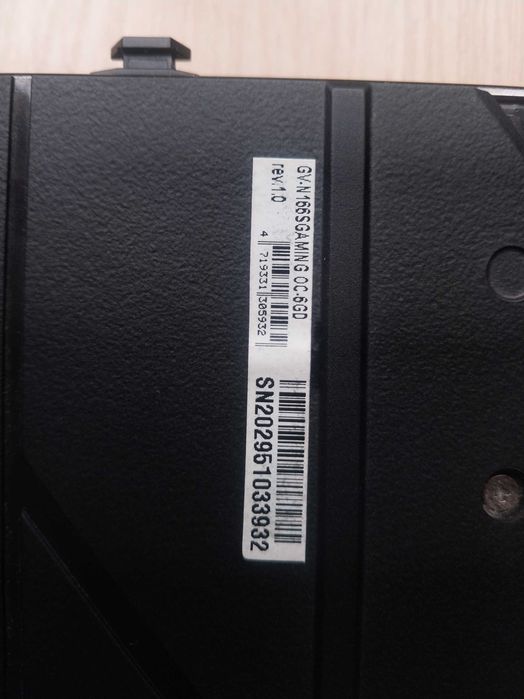 GV-N166SGAMING OC-6GD
rev:1.0
4 719331 305932
SN202951033932